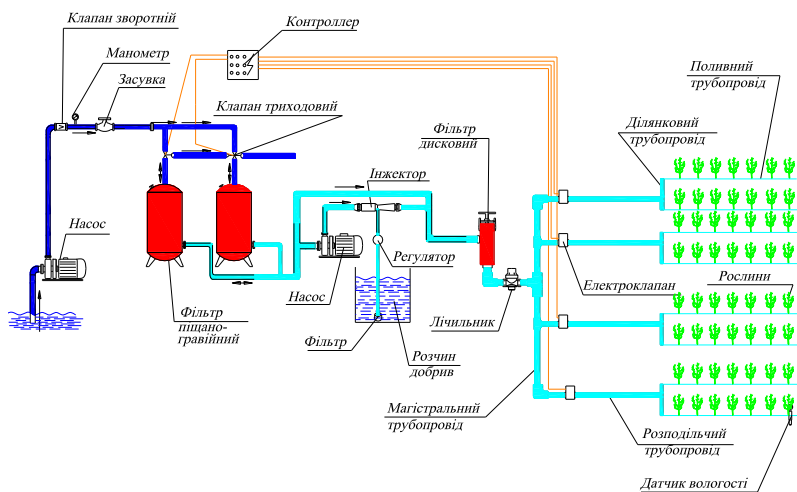 Клапан зворотній
Манометр
Засувка
Контроллер
Клапан триходовий
Поливний
трубопровід
Ділянковий
трубопровід
Фільтр
дисковий
Інжектор
Насос
Регулятор
Насос
Електроклапан
Рослини
Фільтр
піщано-
гравійний
Фільтр
Розчин
добрив
Лічильник
Магістральний
трубопровід
Розподільчий
трубопровід
Датчик вологості